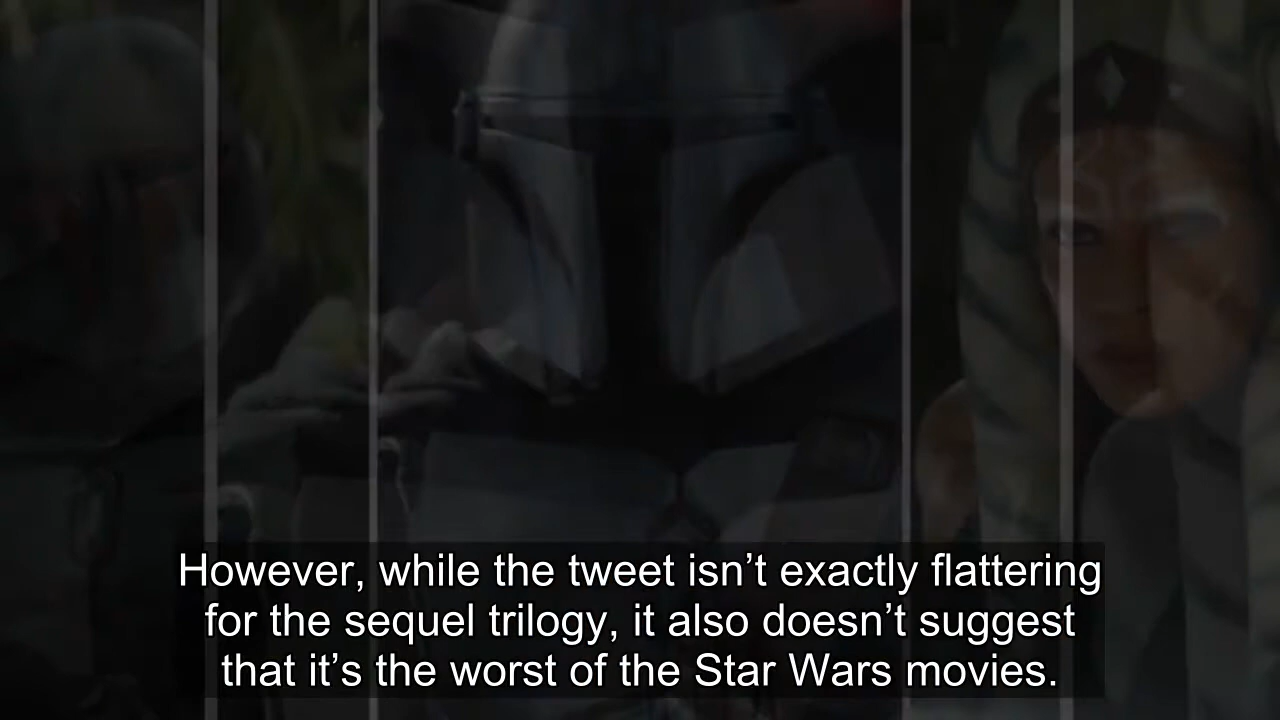 However, while the tweet isn’t exactly flattering
for the sequel trilogy, it also doesn’t suggest
that it’s the worst of the Star Wars movies.